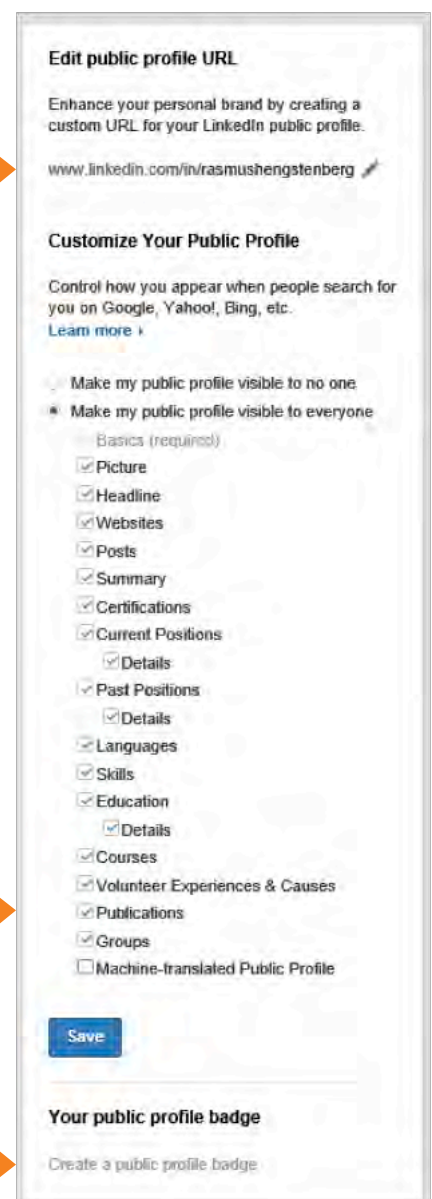 Edit public profile URL
Enhance your personal brand by creating a
custom URL for your LinkedIn public profile.
www.linkedin.com/in/rasmushengstenberg
Customize Your Public Profile
Control how you appear when people search for
you on Google, Yahoo!, Bing, etc.
Learn more ›
Make my public profile visible to no one
Make my public profile visible to everyone
Basics (required)
Picture
Headline
Websites
Posts
Summary
Certifications
Current Positions
Details
Past Positions
Details
Languages
Skills
Education
Details
Courses
Volunteer Experiences & Causes
Publications
Groups
Machine-translated Public Profile
Save
Your public profile badge
Create a public profile badge